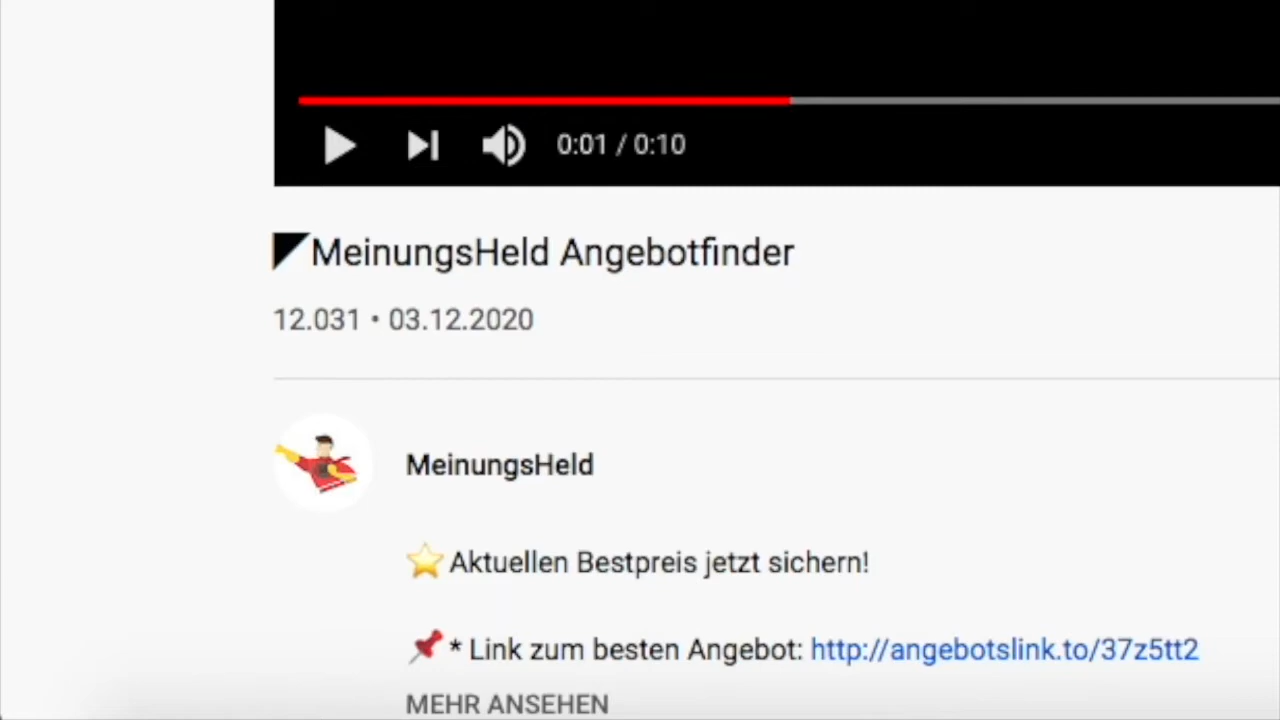 0:01 / 0:10
MeinungsHeld Angebotfinder
12.031 • 03.12.2020
MeinungsHeld
⭐ Aktuellen Bestpreis jetzt sichern!
📌 * Link zum besten Angebot: http://angebotslink.to/37z5tt2
MEHR ANSEHEN